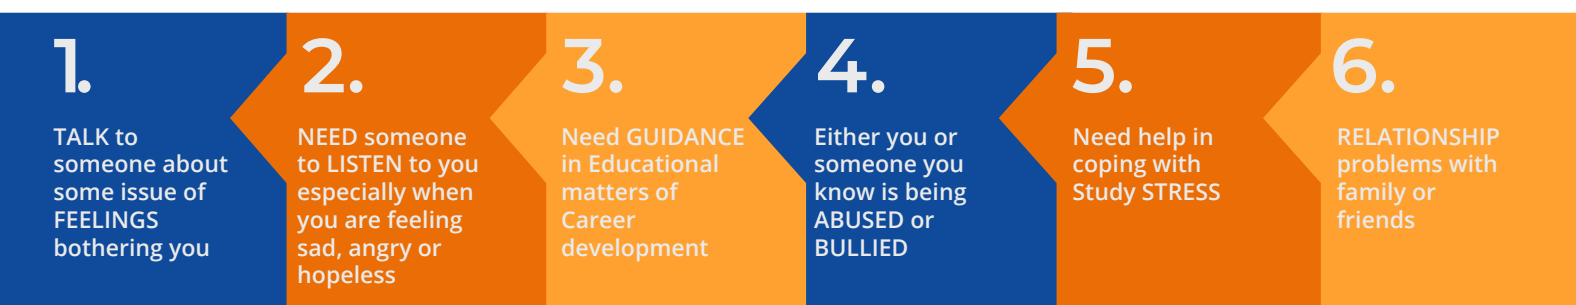 1.
TALK to
someone about
some issue of
FEELINGS
bothering you
2.
NEED someone
to LISTEN to you
especially when
you are feeling
sad, angry or
hopeless
3.
Need GUIDANCE
in Educational
matters of
Career
development
4.
Either you or
someone you
know is being
ABUSED or
BULLIED
5.
Need help in
coping with
Study STRESS
6.
RELATIONSHIP
problems with
family or
friends